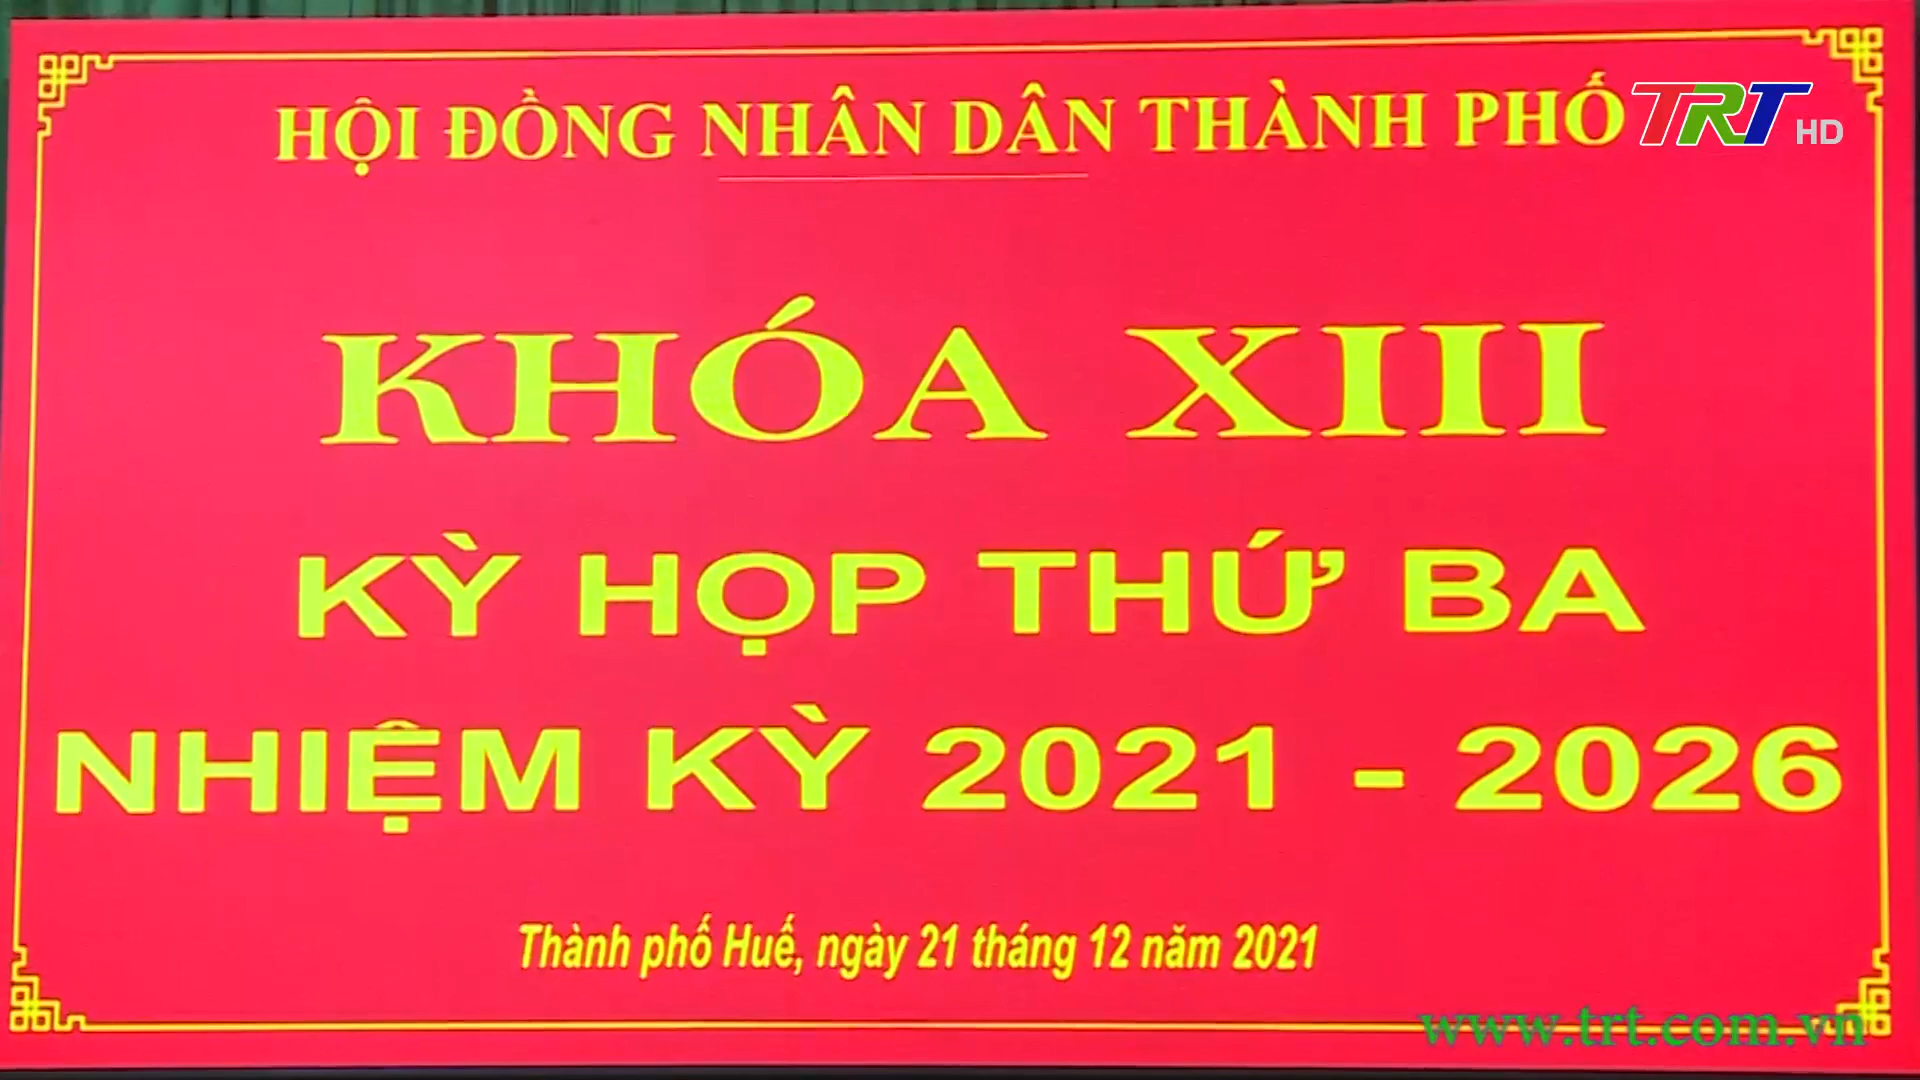 HỘI ĐỒNG NHÂN DÂN THÀNH PHỐ
TRT HD
KHÓA XIII
KỲ HỌP THỨ BA
NHIỆM KỲ 2021 - 2026
Thành phố Huế, ngày 21 tháng 12 năm 2021
www.trt.com.vn